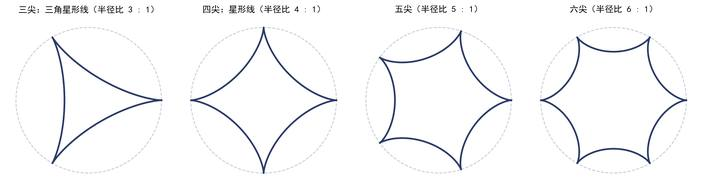 三尖：三角星形线（半径比 3 : 1）
四尖：星形线（半径比 4 : 1）
五尖（半径比 5 : 1）
六尖（半径比 6 : 1）